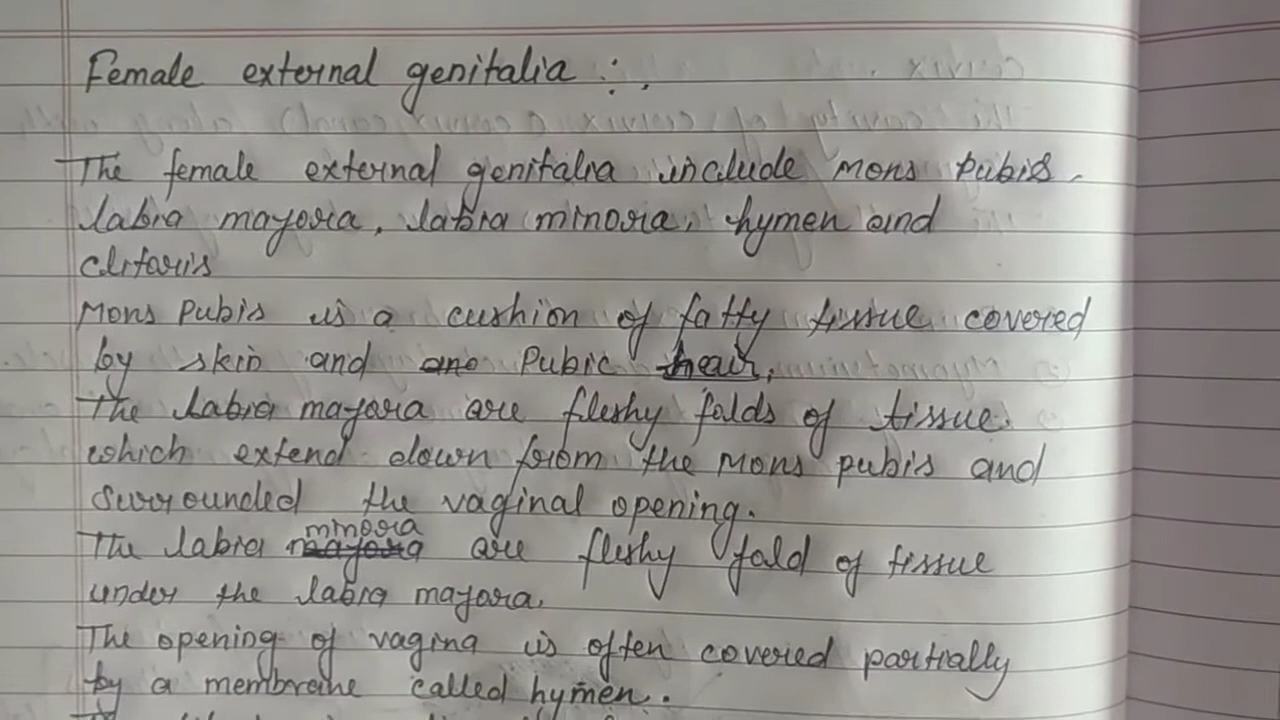 Female external genitalia :.
The female external genitalia include mons pubis.
labia mayora, labia minora, hymen and
clitoris
Mons Pubis is a cushion of fatty tissue covered
by skin and Pubic hair.
The labia majora are fleshy folds of tissue.
which extend down from the Mons pubis and
surrounded the vaginal opening.
The labia minora are fleshy fold of tissue
under the labia majora.
The opening of vagina is often covered partially
by a membrane called hymen.